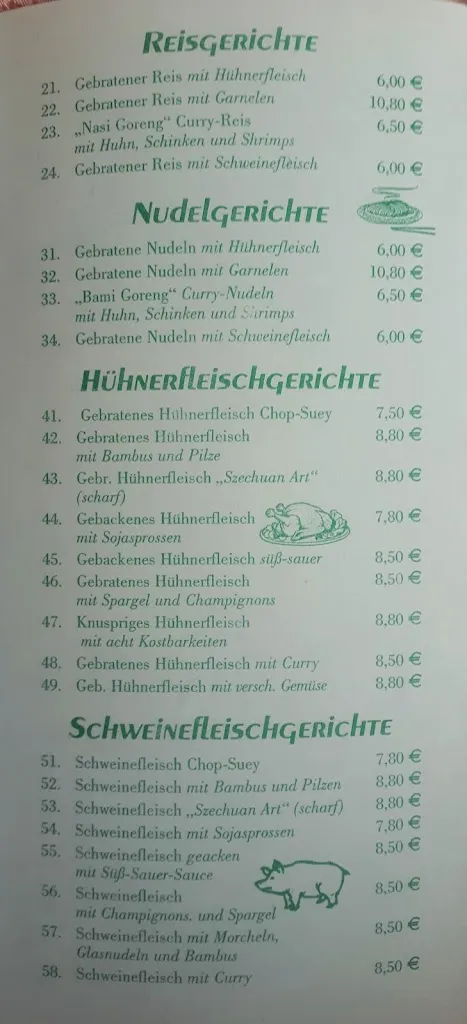 Reisgerichte
21. Gebratener Reis mit Hühnerfleisch 6,00 €
22. Gebratener Reis mit Garnelen 10,80 €
23. „Nasi Goreng“ Curry-Reis 6,50 €
mit Huhn, Schinken und Shrimps
24. Gebratener Reis mit Schweinefleisch 6,00 €
Nudelgerichte
31. Gebratene Nudeln mit Hühnerfleisch 6,00 €
32. Gebratene Nudeln mit Garnelen 10,80 €
33. „Bami Goreng“ Curry-Nudeln 6,50 €
mit Huhn, Schinken und Shrimps
34. Gebratene Nudeln mit Schweinefleisch 6,00 €
Hühnerfleischgerichte
41. Gebratenes Hühnerfleisch Chop-Suey 7,50 €
42. Gebratenes Hühnerfleisch 8,80 €
mit Bambus und Pilze
43. Gebr. Hühnerfleisch „Szechuan Art“ 8,80 €
(scharf)
44. Gebackenes Hühnerfleisch 7,80 €
mit Sojasprossen
45. Gebackenes Hühnerfleisch süß-sauer 8,50 €
46. Gebratenes Hühnerfleisch 8,50 €
mit Spargel und Champignons
47. Knuspriges Hühnerfleisch 8,80 €
mit acht Kostbarkeiten
48. Gebratenes Hühnerfleisch mit Curry 8,50 €
49. Geb. Hühnerfleisch mit versch. Gemüse 8,80 €
Schweinefleischgerichte
51. Schweinefleisch Chop-Suey 7,80 €
52. Schweinefleisch mit Bambus und Pilzen 8,80 €
53. Schweinefleisch „Szechuan Art“ (scharf) 8,80 €
54. Schweinefleisch mit Sojasprossen 7,80 €
55. Schweinefleisch geacken 8,50 €
mit Süß-Sauer-Sauce
56. Schweinefleisch 8,50 €
mit Champignons. und Spargel
57. Schweinefleisch mit Morcheln, 8,50 €
Glasnudeln und Bambus
58. Schweinefleisch mit Curry 8,50 €